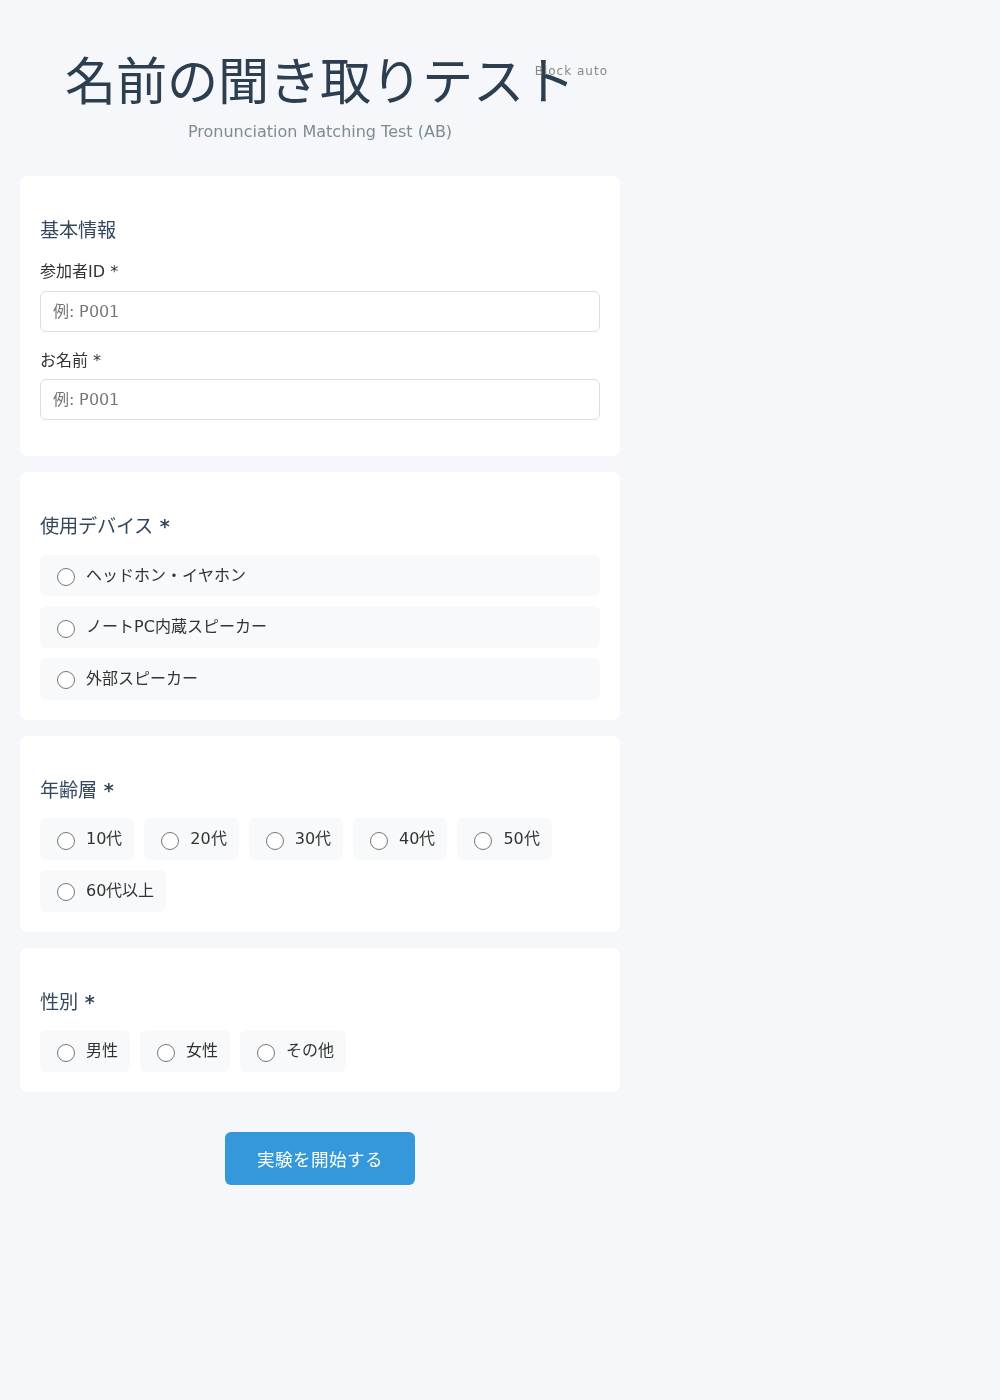 名前の聞き取りテスト
Block auto
Pronunciation Matching Test (AB)
基本情報
参加者ID *
例: P001
お名前 *
例: P001
使用デバイス *
ヘッドホン・イヤホン
ノートPC内蔵スピーカー
外部スピーカー
年齢層 *
10代 20代 30代 40代 50代
60代以上
性別 *
男性 女性 その他
実験を開始する